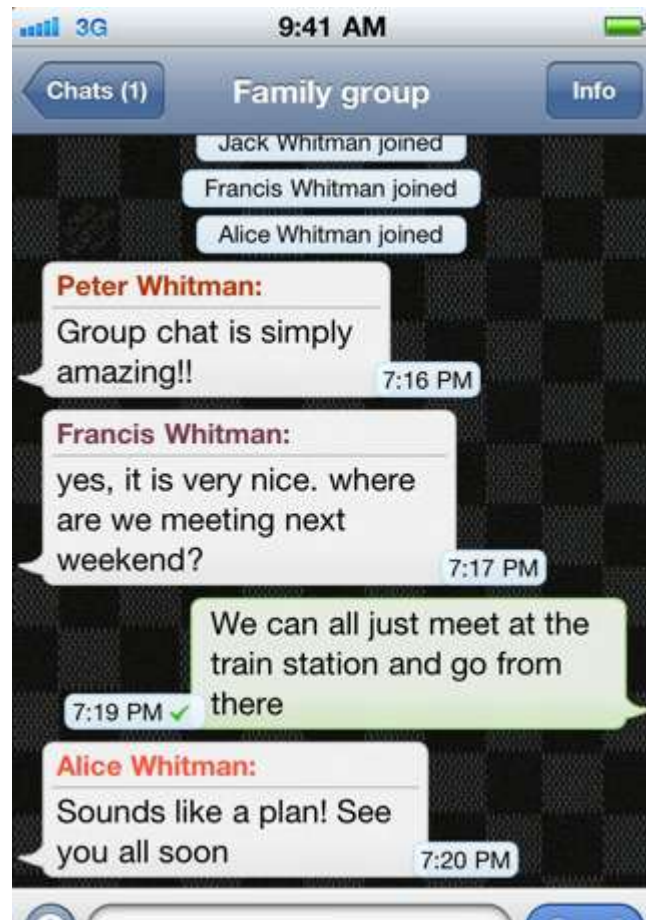 3G 9:41 AM
Chats (1) Family group Info
Jack Whitman joined
Francis Whitman joined
Alice Whitman joined
Peter Whitman:
Group chat is simply
amazing!!
7:16 PM
Francis Whitman:
yes, it is very nice. where
are we meeting next
weekend?
7:17 PM
We can all just meet at the
train station and go from
there
7:19 PM ✓
Alice Whitman:
Sounds like a plan! See
you all soon
7:20 PM